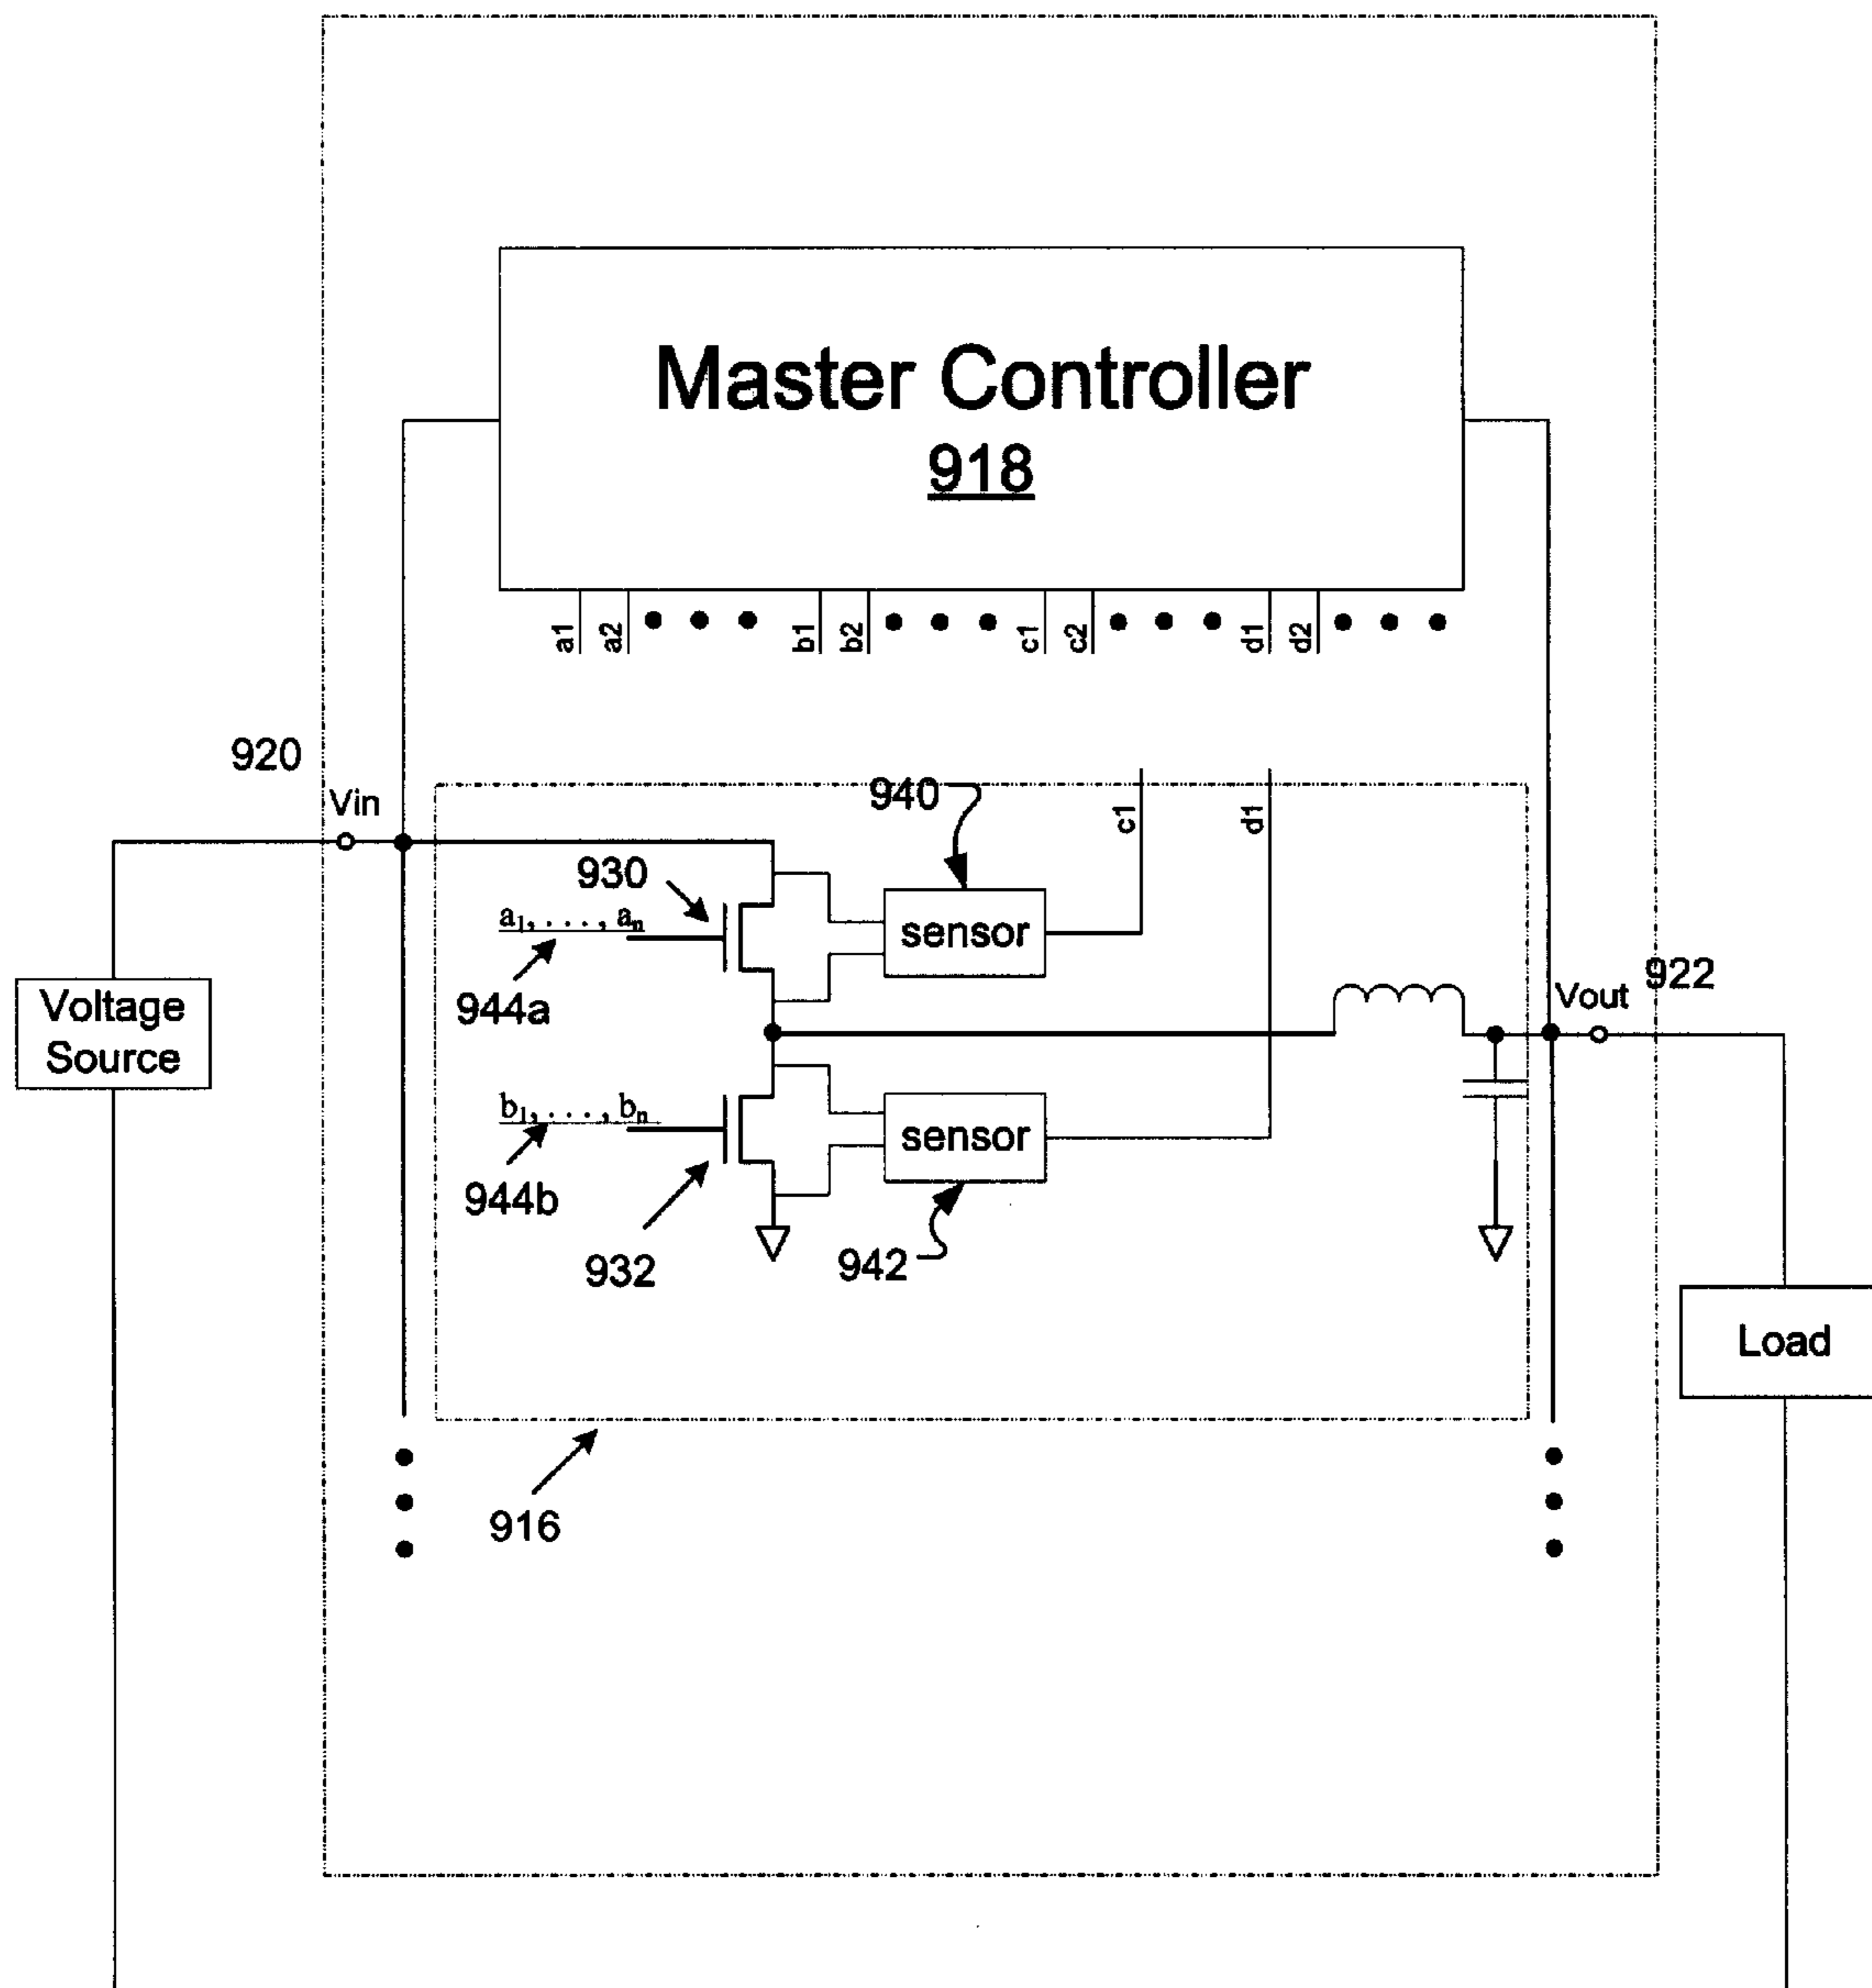 Master Controller
918
a1
a2
b1
b2
c1
c2
d1
d2
920
Vin
940
c1
d1
930
a₁, . . . , aₙ
sensor
944a
Voltage
Source
922
Vout
b₁, . . . , bₙ
sensor
944b
932
942
Load
916